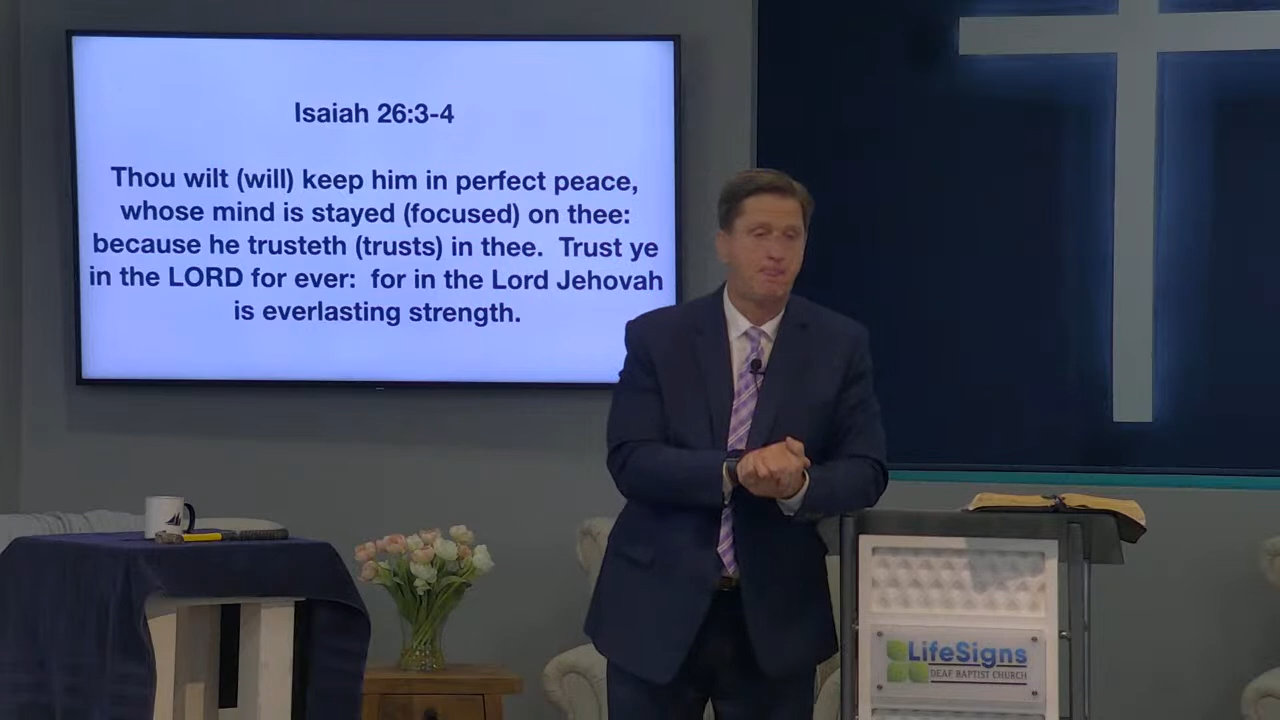 Isaiah 26:3-4
Thou wilt (will) keep him in perfect peace,
whose mind is stayed (focused) on thee:
because he trusteth (trusts) in thee.  Trust ye
in the LORD for ever:  for in the Lord Jehovah
is everlasting strength.
LifeSigns
DEAF BAPTIST CHURCH